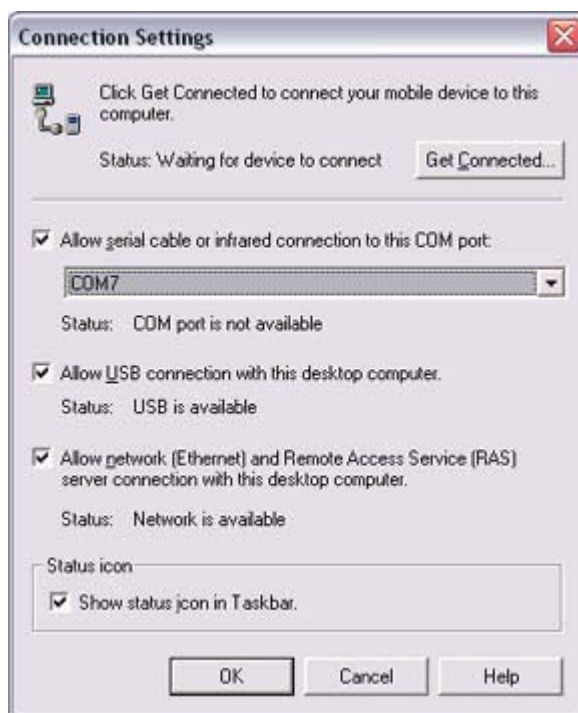 Connection Settings
Click Get Connected to connect your mobile device to this
computer.
Status: Waiting for device to connect
Get Connected...
Allow serial cable or infrared connection to this COM port:
COM7
Status: COM port is not available
Allow USB connection with this desktop computer.
Status: USB is available
Allow network (Ethernet) and Remote Access Service (RAS)
server connection with this desktop computer.
Status: Network is available
Status icon
Show status icon in Taskbar.
OK
Cancel
Help